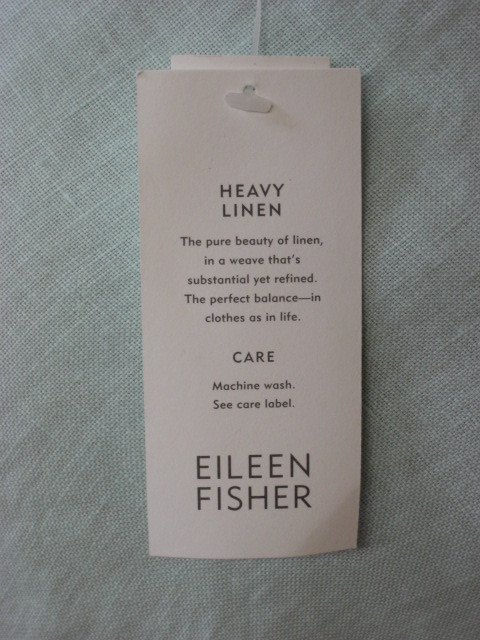 HEAVY
LINEN
The pure beauty of linen,
in a weave that's
substantial yet refined.
The perfect balance—in
clothes as in life.
CARE
Machine wash.
See care label.
EILEEN
FISHER